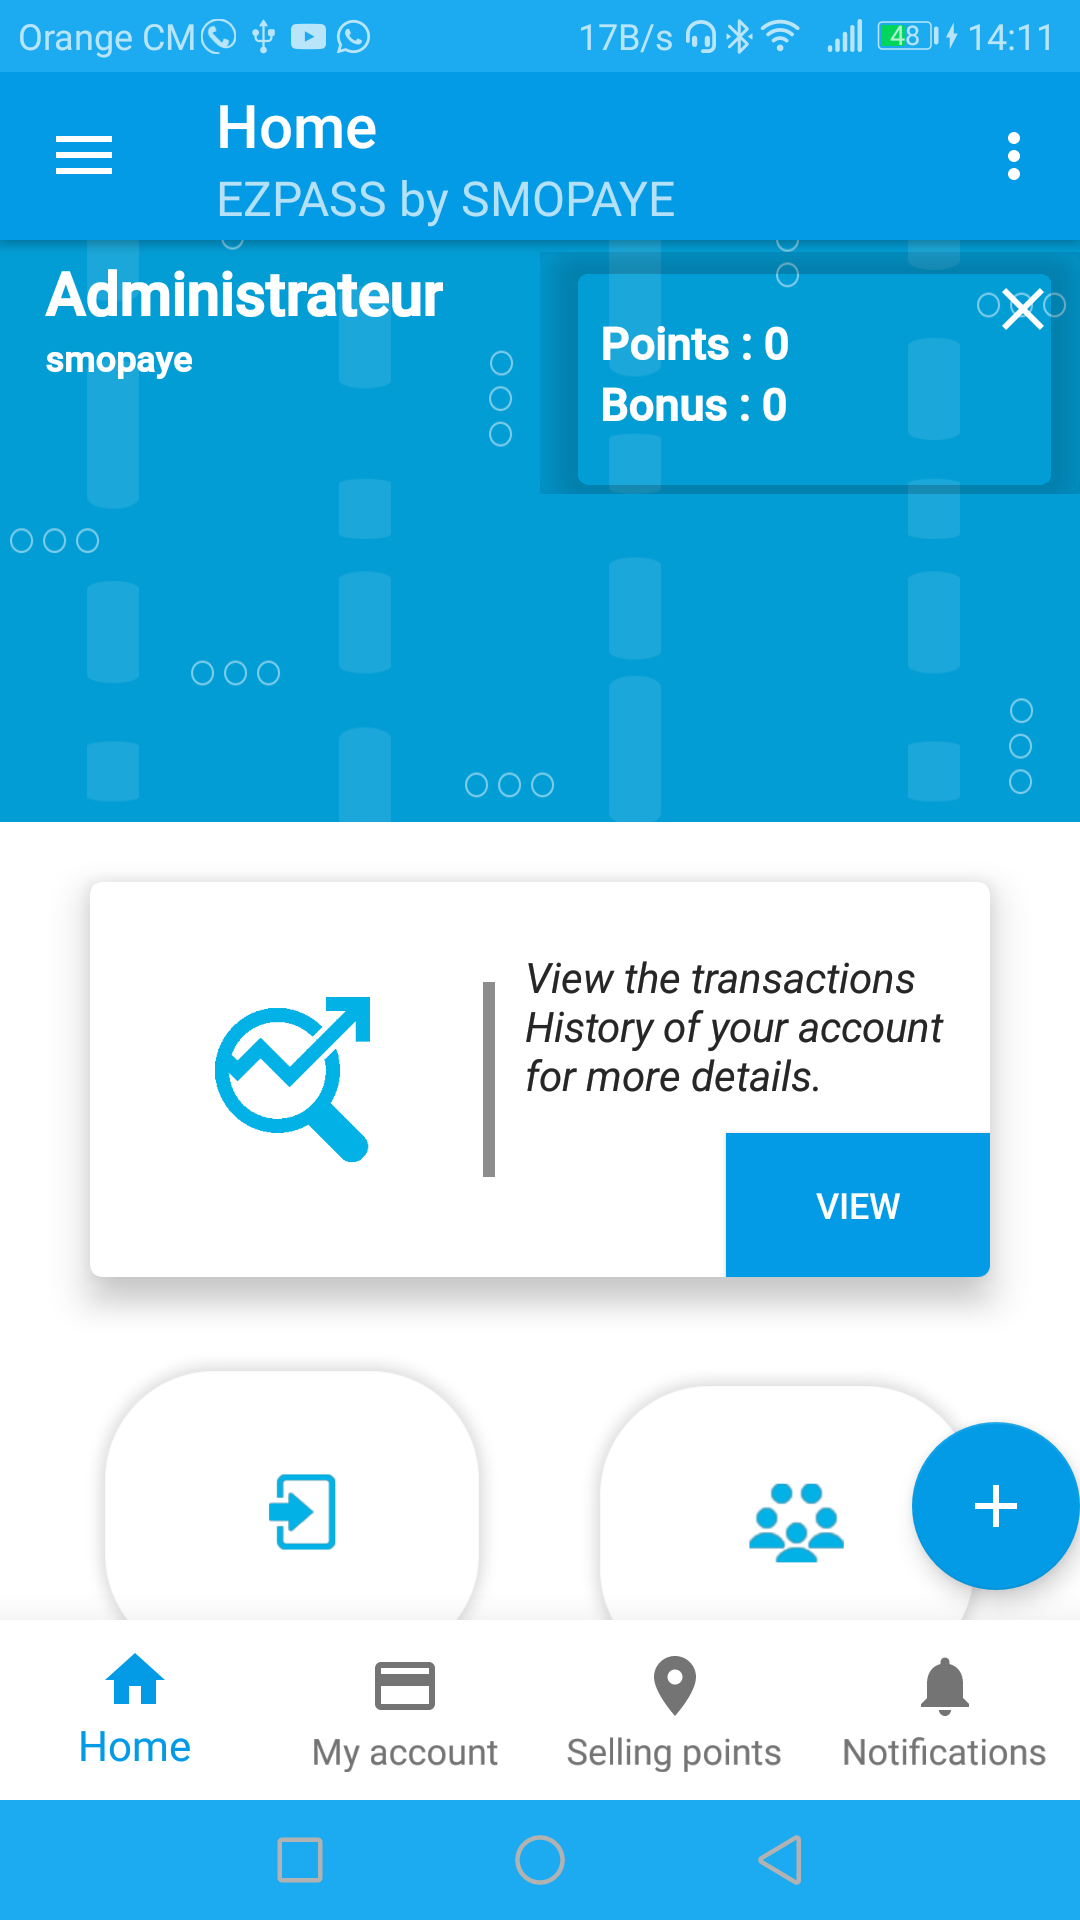 Orange CM 17B/s 48 14:11
Home
EZPASS by SMOPAYE
Administrateur
smopaye
Points : 0
Bonus : 0
View the transactions
History of your account
for more details.
VIEW
Home My account Selling points Notifications